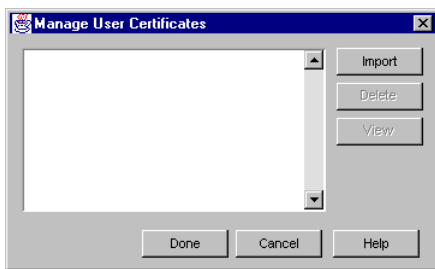 Manage User Certificates
Import
Delete
View
Done
Cancel
Help